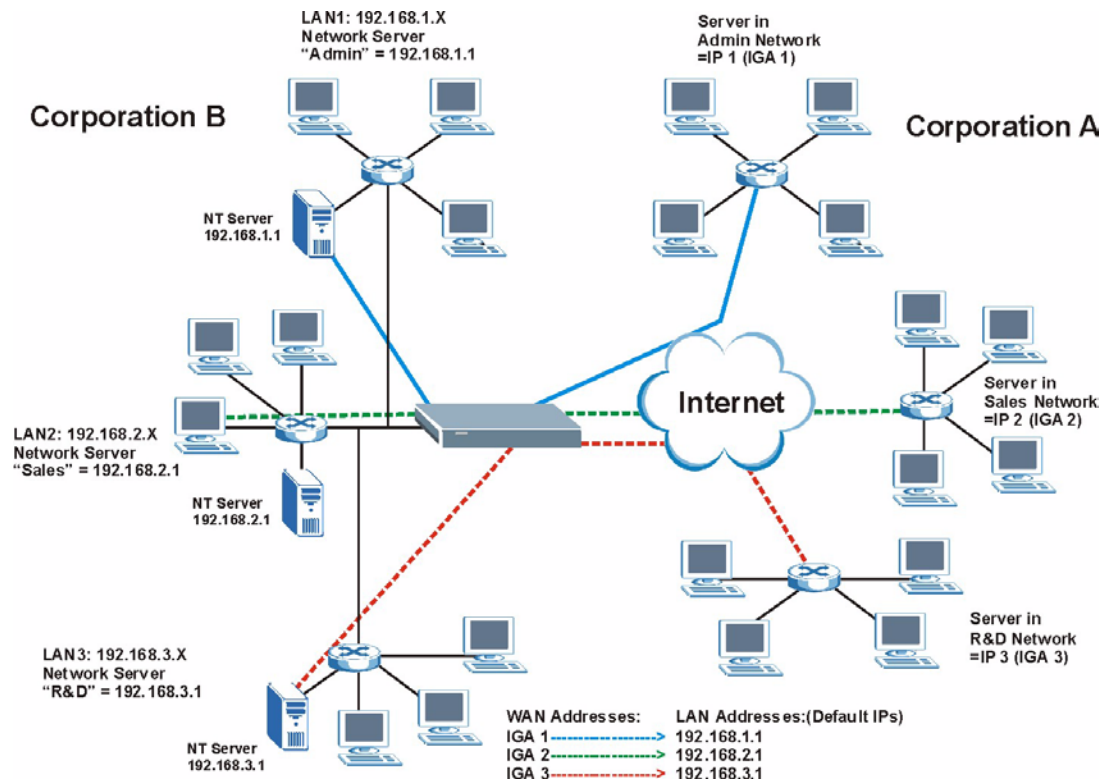 LAN1: 192.168.1.X
Network Server
“Admin” = 192.168.1.1
Server in
Admin Network
=IP 1 (IGA 1)
Corporation B
Corporation A
NT Server
192.168.1.1
Internet
Server in
Sales Network
=IP 2 (IGA 2)
LAN2: 192.168.2.X
Network Server
“Sales” = 192.168.2.1
NT Server
192.168.2.1
Server in
R&D Network
=IP 3 (IGA 3)
LAN3: 192.168.3.X
Network Server
“R&D” = 192.168.3.1
NT Server
192.168.3.1
WAN Addresses: LAN Addresses:(Default IPs)
IGA 1 192.168.1.1
IGA 2 192.168.2.1
IGA 3 192.168.3.1